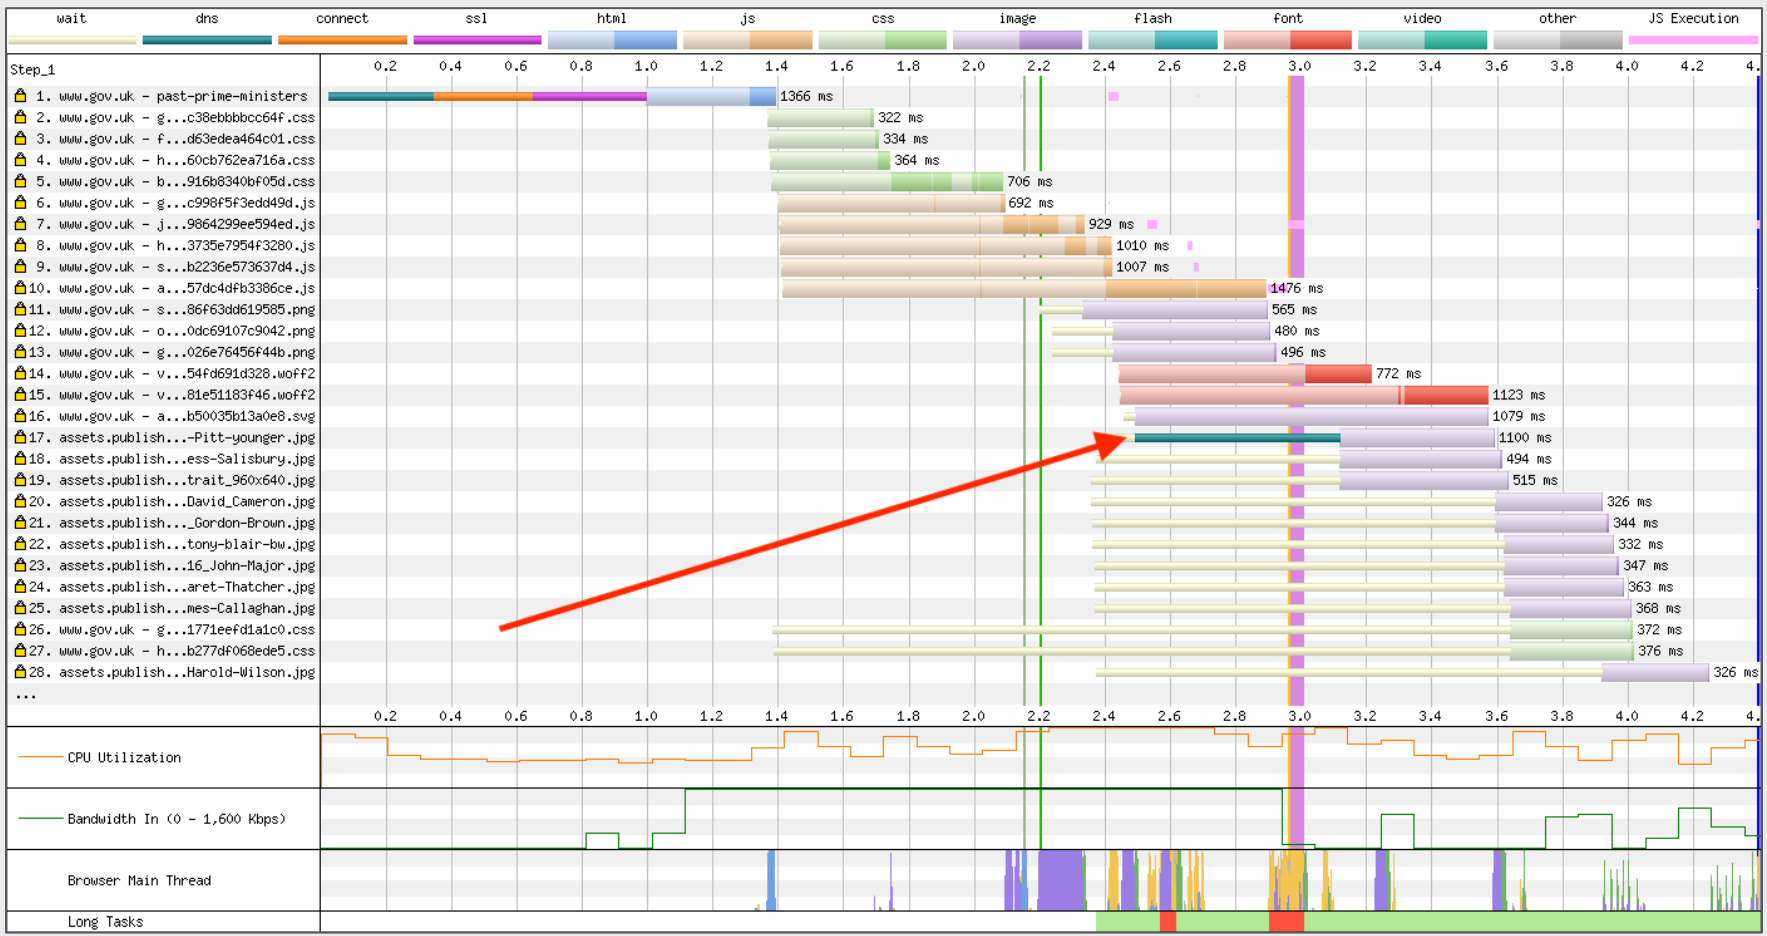 wait dns connect ssl html js css image flash font video other JS Execution
Step_1 0.2 0.4 0.6 0.8 1.0 1.2 1.4 1.6 1.8 2.0 2.2 2.4 2.6 2.8 3.0 3.2 3.4 3.6 3.8 4.0 4.2 4.
1. www.gov.uk - past-prime-ministers 1366 ms
2. www.gov.uk - g...c38ebbbbcc64f.css 322 ms
3. www.gov.uk - f...d63edea464c01.css 334 ms
4. www.gov.uk - h...60cb762ea716a.css 364 ms
5. www.gov.uk - b...916b8340bf05d.css 706 ms
6. www.gov.uk - g...c998f5f3edd49d.js 692 ms
7. www.gov.uk - j...9864299ee594ed.js 929 ms
8. www.gov.uk - h...3735e7954f3280.js 1010 ms
9. www.gov.uk - s...b2236e573637d4.js 1007 ms
10. www.gov.uk - a...57dc4dfb3386ce.js 1476 ms
11. www.gov.uk - s...86f63dd619585.png 565 ms
12. www.gov.uk - o...0dc69107c9042.png 480 ms
13. www.gov.uk - g...026e76456f44b.png 496 ms
14. www.gov.uk - v...54fd691d328.woff2 772 ms
15. www.gov.uk - v...81e51183f46.woff2 1123 ms
16. www.gov.uk - a...b50035b13a0e8.svg 1079 ms
17. assets.publish...-Pitt-younger.jpg 1100 ms
18. assets.publish...ess-Salisbury.jpg 494 ms
19. assets.publish...trait_960x640.jpg 515 ms
20. assets.publish...David_Cameron.jpg 326 ms
21. assets.publish..._Gordon-Brown.jpg 344 ms
22. assets.publish...tony-blair-bw.jpg 332 ms
23. assets.publish...16_John-Major.jpg 347 ms
24. assets.publish...aret-Thatcher.jpg 363 ms
25. assets.publish...mes-Callaghan.jpg 368 ms
26. www.gov.uk - g...1771eefd1a1c0.css 372 ms
27. www.gov.uk - h...b277df068ede5.css 376 ms
28. assets.publish...Harold-Wilson.jpg 326 ms
...
0.2 0.4 0.6 0.8 1.0 1.2 1.4 1.6 1.8 2.0 2.2 2.4 2.6 2.8 3.0 3.2 3.4 3.6 3.8 4.0 4.2 4.
CPU Utilization
Bandwidth In (0 - 1,600 Kbps)
Browser Main Thread
Long Tasks